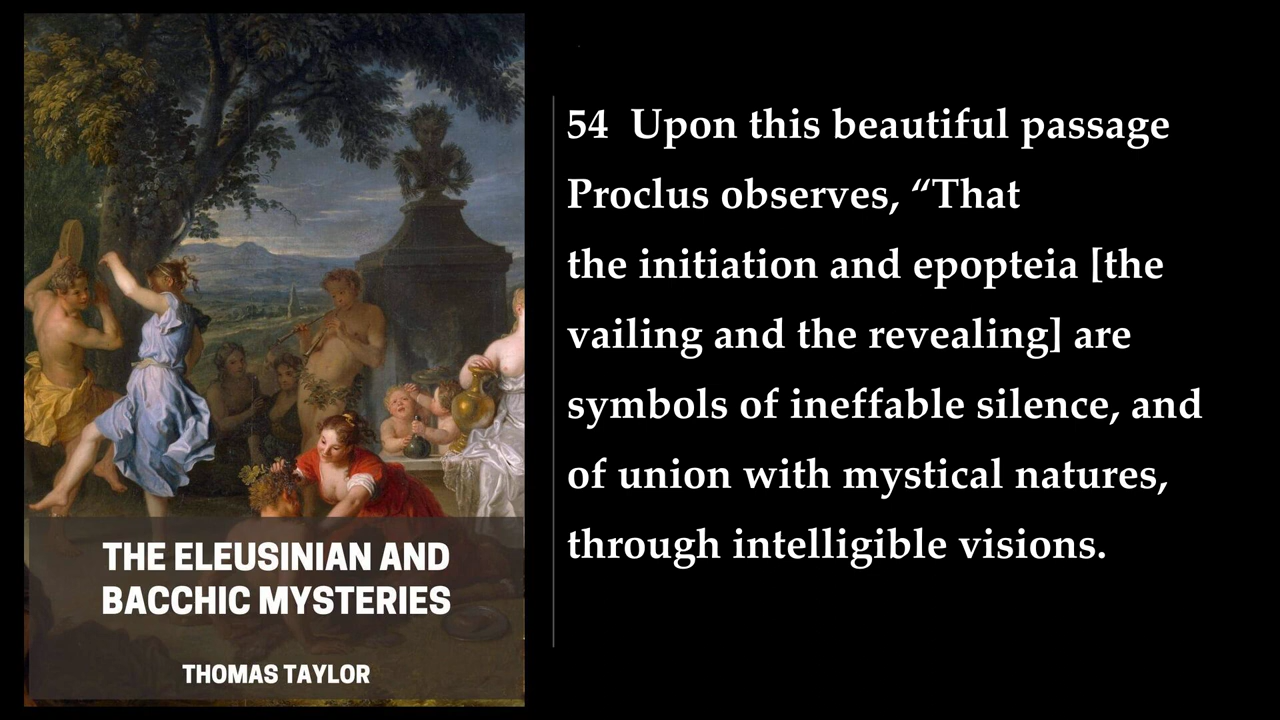 THE ELEUSINIAN AND
BACCHIC MYSTERIES
THOMAS TAYLOR
54 Upon this beautiful passage
Proclus observes, “That
the initiation and epopteia [the
vailing and the revealing] are
symbols of ineffable silence, and
of union with mystical natures,
through intelligible visions.